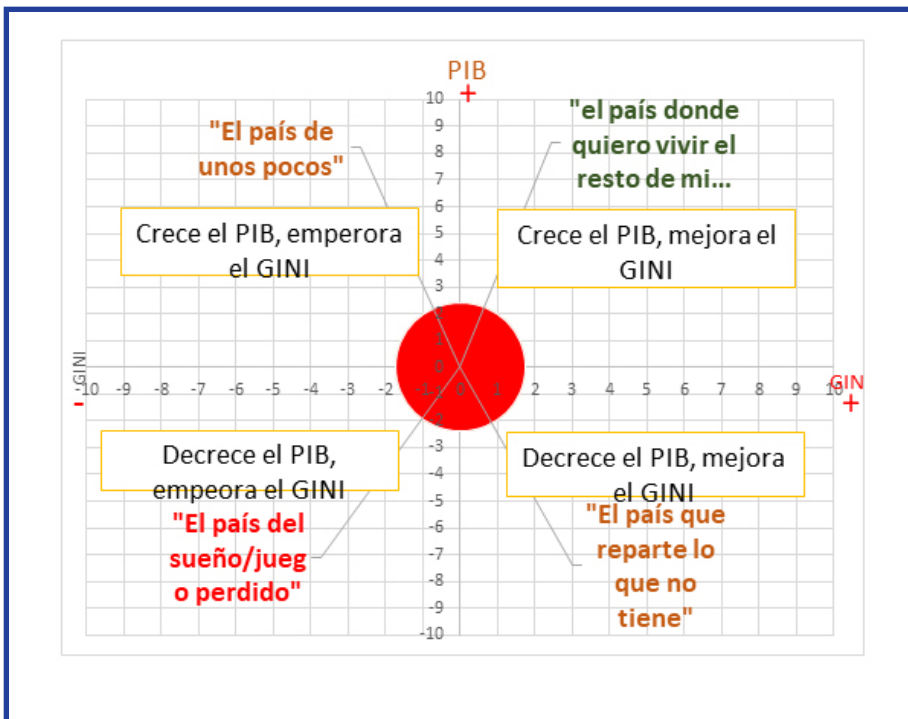 PIB
+
"El país de
unos pocos"
"el país donde
quiero vivir el
resto de mi...
Crece el PIB, emperora
el GINI
Crece el PIB, mejora el
GINI
10
9
8
7
6
5
4
3
2
1
0
-1
-2
-3
-4
-5
-6
-7
-8
-9
-10
GINI
-
-10 -9 -8 -7 -6 -5 -4 -3 -2 -1 0 1 2 3 4 5 6 7 8 9 10
GIN
+
Decrece el PIB,
empeora el GINI
Decrece el PIB, mejora
el GINI
"El país del
sueño/jueg
o perdido"
"El país que
reparte lo
que no
tiene"